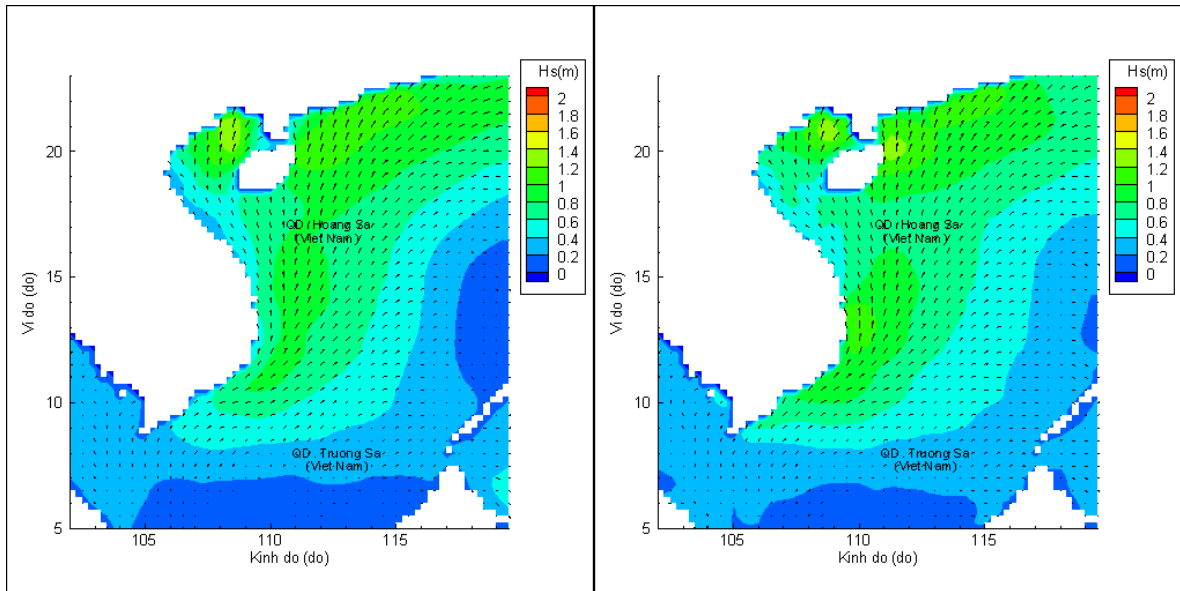 Hs(m)
2
1.8
1.6
1.4
1.2
1
0.8
0.6
0.4
0.2
0
Vi do (do)
20
15
10
5
QD. Hoang Sa
(Viet Nam)
QD. Truong Sa
(Viet Nam)
105
110
115
Kinh do (do)
Hs(m)
2
1.8
1.6
1.4
1.2
1
0.8
0.6
0.4
0.2
0
Vi do (do)
20
15
10
5
QD. Hoang Sa
(Viet Nam)
QD. Truong Sa
(Viet Nam)
105
110
115
Kinh do (do)